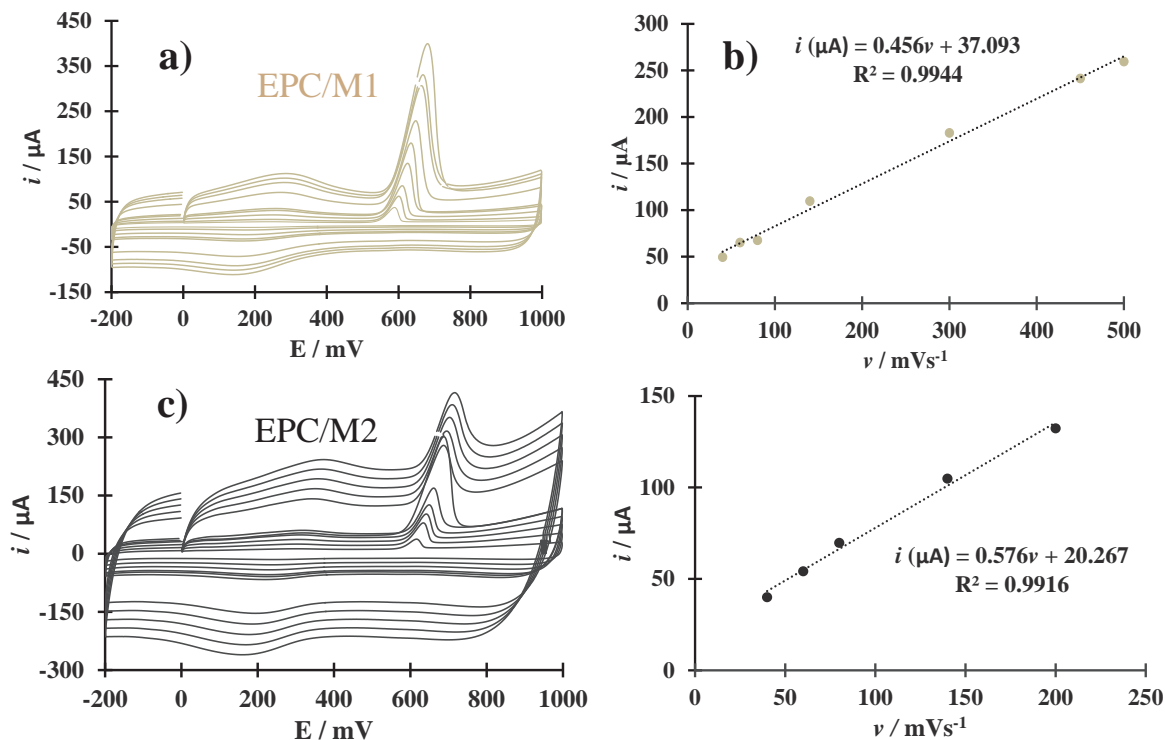 a)
EPC/M1
i / µA
450
350
250
150
50
-50
-150
-200 0 200 400 600 800 1000
E / mV
b)
i (µA) = 0.456v + 37.093
R² = 0.9944
i / µA
300
250
200
150
100
50
0
0 100 200 300 400 500
v / mVs⁻¹
c)
EPC/M2
i / µA
450
300
150
0
-150
-300
-200 0 200 400 600 800 1000
E / mV
i / µA
150
100
50
0
i (µA) = 0.576v + 20.267
R² = 0.9916
0 50 100 150 200 250
v / mVs⁻¹